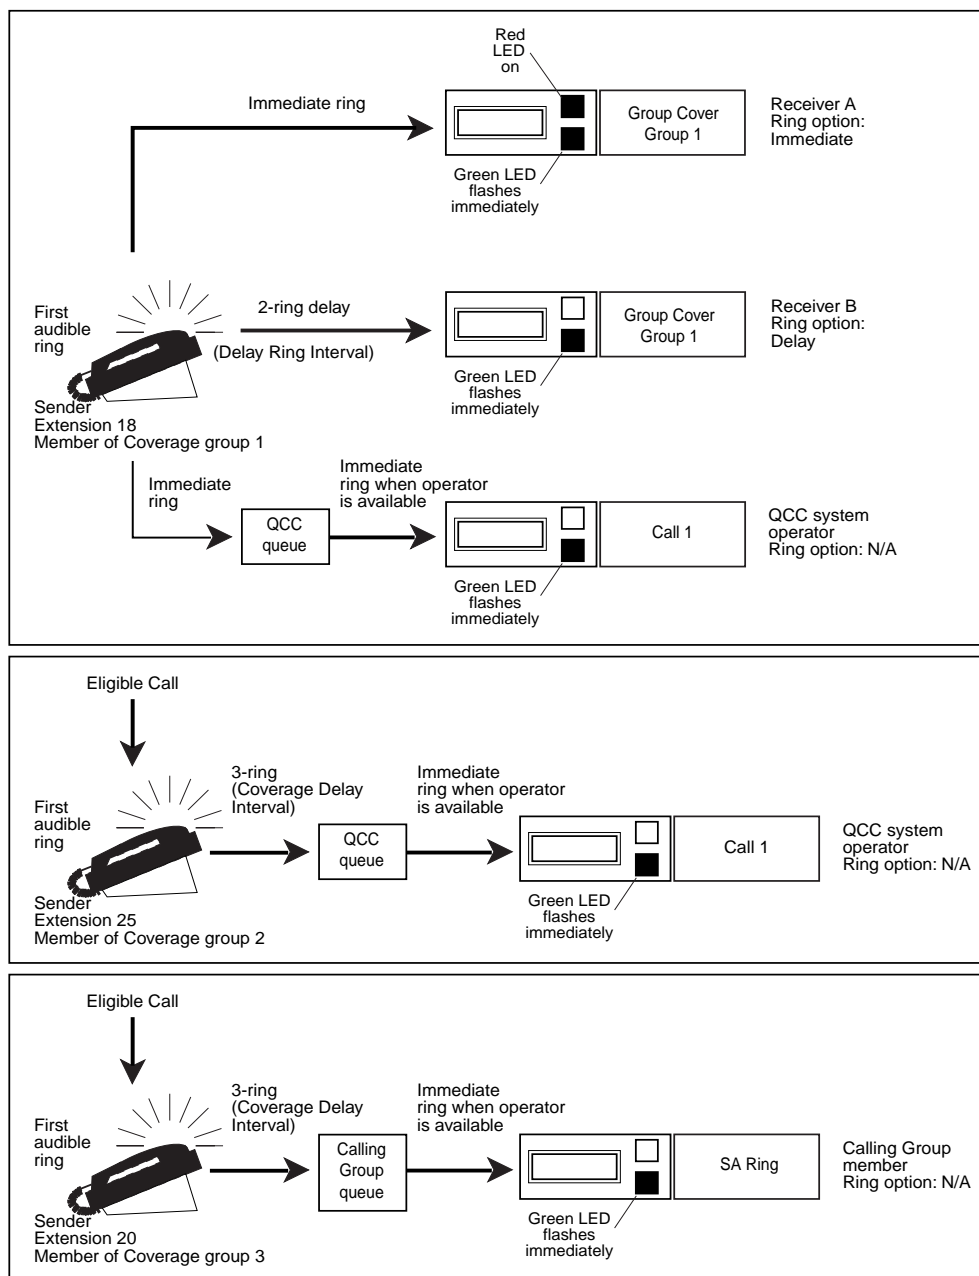 Red
LED
on
Immediate ring
Group Cover
Group 1
Receiver A
Ring option:
Immediate
Green LED
flashes
immediately
First
audible
ring
2-ring delay
(Delay Ring Interval)
Group Cover
Group 1
Receiver B
Ring option:
Delay
Green LED
flashes
immediately
Sender
Extension 18
Member of Coverage group 1
Immediate
ring
QCC
queue
Immediate
ring when operator
is available
Call 1
QCC system
operator
Ring option: N/A
Green LED
flashes
immediately
Eligible Call
First
audible
ring
3-ring
(Coverage Delay
Interval)
QCC
queue
Immediate
ring when operator
is available
Call 1
QCC system
operator
Ring option: N/A
Green LED
flashes
immediately
Sender
Extension 25
Member of Coverage group 2
Eligible Call
First
audible
ring
3-ring
(Coverage Delay
Interval)
Calling
Group
queue
Immediate
ring when operator
is available
SA Ring
Calling Group
member
Ring option: N/A
Green LED
flashes
immediately
Sender
Extension 20
Member of Coverage group 3